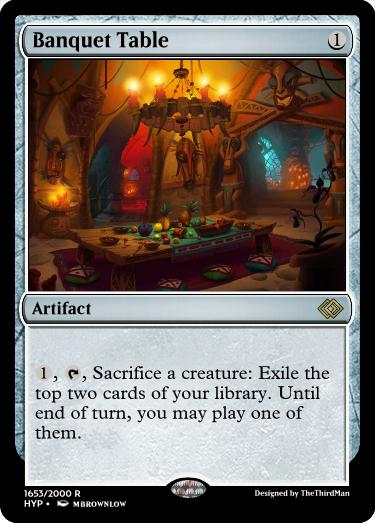 Banquet Table 1
Artifact
1, , Sacrifice a creature: Exile the
top two cards of your library. Until
end of turn, you may play one of
them.
1653/2000 R
HYP • MBROWNLOW
Designed by TheThirdMan